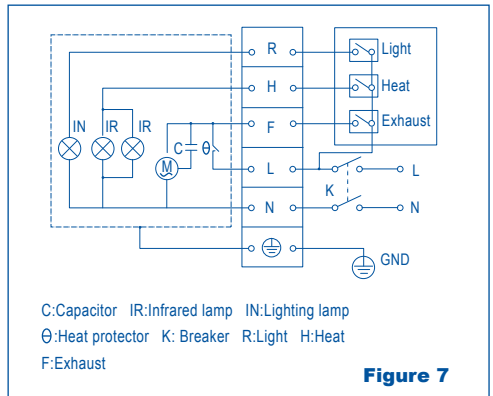 R
Light
H
Heat
IN IR IR
F
Exhaust
C θ
M
L
L
K
N
N
GND
C:Capacitor IR:Infrared lamp IN:Lighting lamp
θ:Heat protector K: Breaker R:Light H:Heat
F:Exhaust
Figure 7